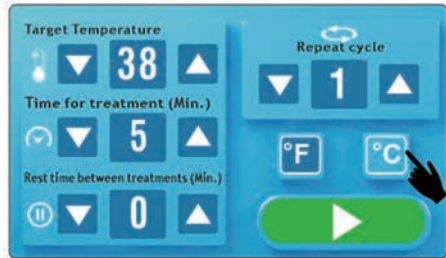 Target Temperature
38
Time for treatment (Min.)
5
Rest time between treatments (Min.)
0
Repeat cycle
1
°F
°C